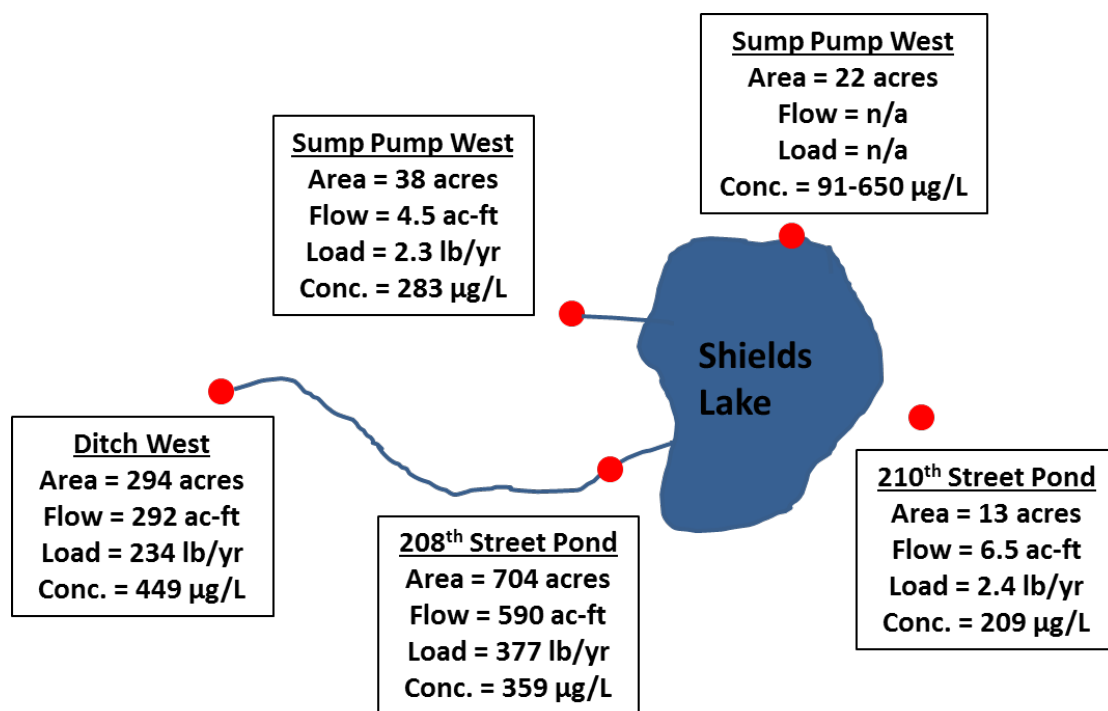 Sump Pump West
Area = 22 acres
Flow = n/a
Load = n/a
Conc. = 91-650 µg/L
Sump Pump West
Area = 38 acres
Flow = 4.5 ac-ft
Load = 2.3 lb/yr
Conc. = 283 µg/L
Shields
Lake
Ditch West
Area = 294 acres
Flow = 292 ac-ft
Load = 234 lb/yr
Conc. = 449 µg/L
208th Street Pond
Area = 704 acres
Flow = 590 ac-ft
Load = 377 lb/yr
Conc. = 359 µg/L
210th Street Pond
Area = 13 acres
Flow = 6.5 ac-ft
Load = 2.4 lb/yr
Conc. = 209 µg/L